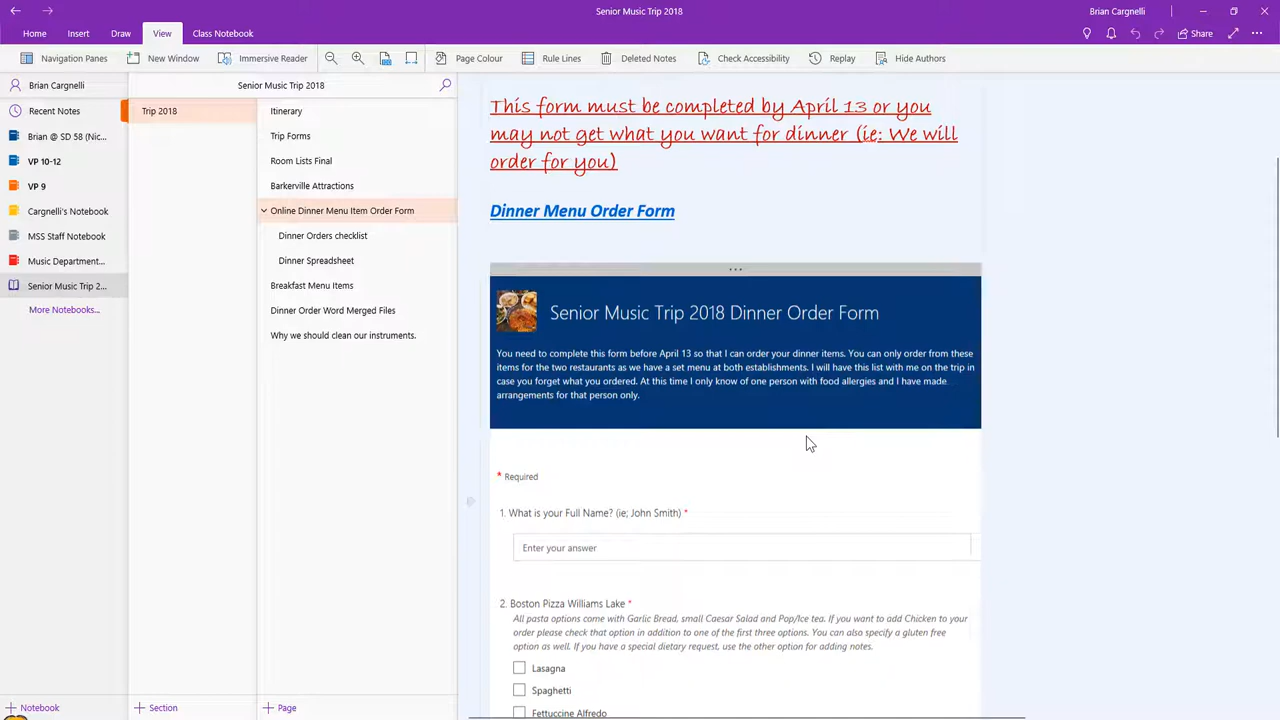 Senior Music Trip 2018
Brian Cargnelli
Home
Insert
Draw
View
Class Notebook
Share
Navigation Panes
New Window
Immersive Reader
Page Colour
Rule Lines
Deleted Notes
Check Accessibility
Replay
Hide Authors
Brian Cargnelli
Recent Notes
Brian @ SD 58 (Nic...
VP 10-12
VP 9
Cargnelli's Notebook
MSS Staff Notebook
Music Department...
Senior Music Trip 2...
More Notebooks...
Notebook
Senior Music Trip 2018
Trip 2018
Section
Itinerary
Trip Forms
Room Lists Final
Barkerville Attractions
Online Dinner Menu Item Order Form
Dinner Orders checklist
Dinner Spreadsheet
Breakfast Menu Items
Dinner Order Word Merged Files
Why we should clean our instruments.
Page
This form must be completed by April 13 or you
may not get what you want for dinner (ie: We will
order for you)
Dinner Menu Order Form
Senior Music Trip 2018 Dinner Order Form
You need to complete this form before April 13 so that I can order your dinner items. You can only order from these
items for the two restaurants as we have a set menu at both establishments. I will have this list with me on the trip in
case you forget what you ordered. At this time I only know of one person with food allergies and I have made
arrangements for that person only.
* Required
1. What is your Full Name? (ie; John Smith) *
Enter your answer
2. Boston Pizza Williams Lake *
All pasta options come with Garlic Bread, small Caesar Salad and Pop/Ice tea. If you want to add Chicken to your
order please check that option in addition to one of the first three options. You can also specify a gluten free
option as well. If you have a special dietary request, use the other option for adding notes.
Lasagna
Spaghetti
Fettuccine Alfredo